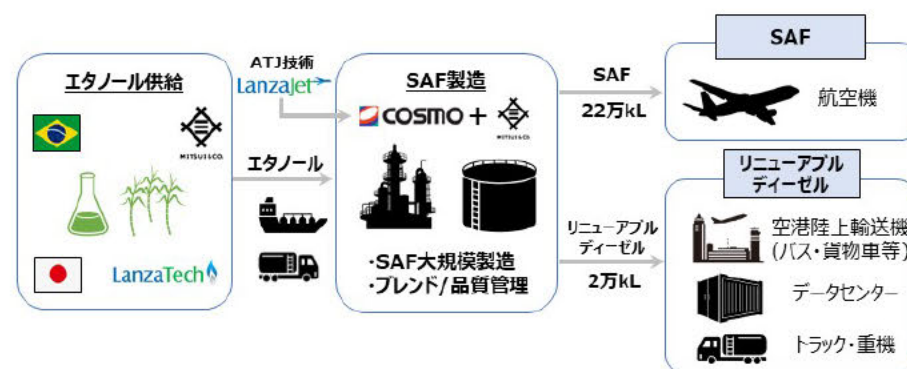 エタノール供給
MITSUI & CO.
LanzaTech
エタノール
ATJ技術
LanzaJet
SAF製造
COSMO + 
MITSUI & CO.
・SAF大規模製造
・ブレンド/品質管理
SAF
22万kL
リニューアブル
ディーゼル
2万kL
SAF
航空機
リニューアブル
ディーゼル
空港陸上輸送機
(バス・貨物車等)
データセンター
トラック・重機